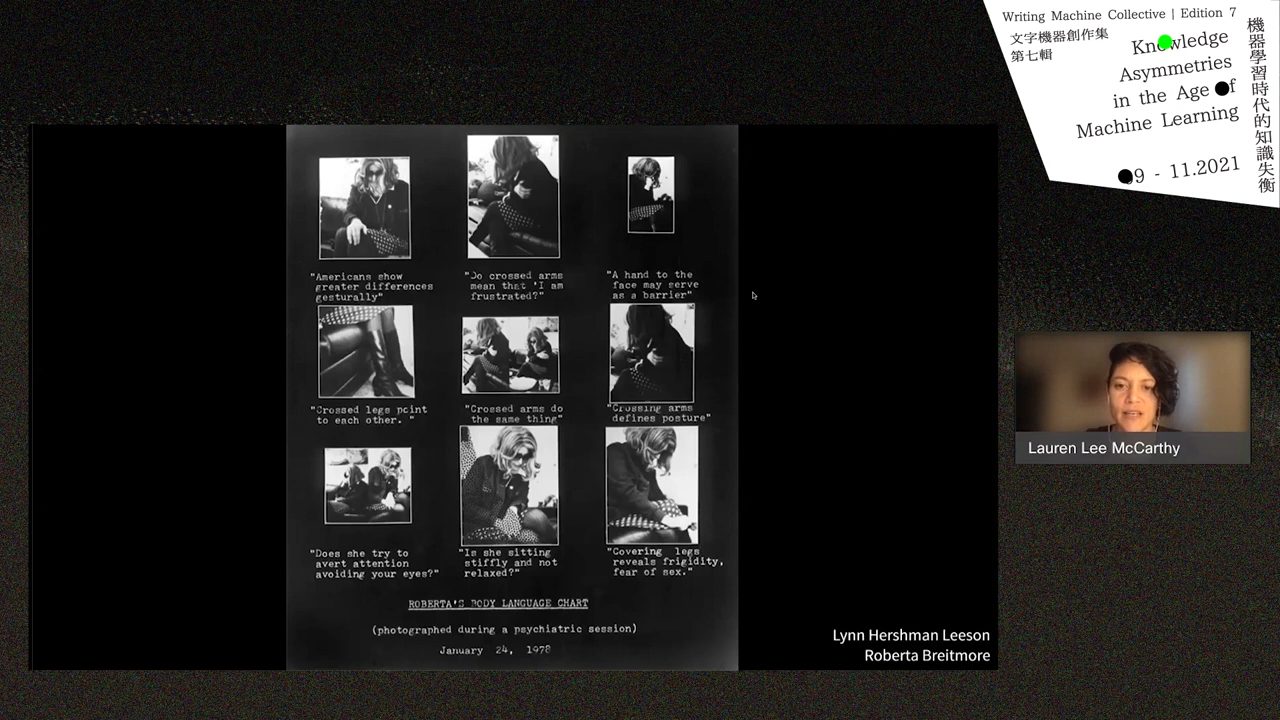 Writing Machine Collective | Edition 7
文字機器創作集
第七輯
Knowledge
Asymmetries
in the Age of
Machine Learning
09 - 11.2021
機器學習時代的知識失衡
"Americans show
greater differences
gesturally"
"Do crossed arms
mean that 'I am
frustrated?"
"A hand to the
face may serve
as a barrier"
"Crossed legs point
to each other. "
"Crossed arms do
the same thing"
"Crossing arms
defines posture"
"Does she try to
avert attention
avoiding your eyes?"
"Is she sitting
stiffly and not
relaxed?"
"Covering legs
reveals frigidity,
fear of sex."
ROBERTA'S BODY LANGUAGE CHART
(photographed during a psychiatric session)
January 24, 1978
Lynn Hershman Leeson
Roberta Breitmore
Lauren Lee McCarthy